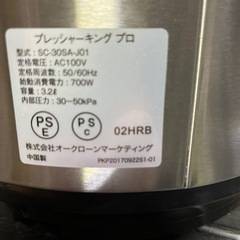 プレッシャーキング プロ
型式：SC-30SA-J01
定格電圧：AC100V
定格周波数：50/60Hz
始動消費電力：700W
容量：3.2ℓ
内部圧力：30〜50kPa
PS
E
PS
C
02HRB
株式会社オークローンマーケティング
中国製
PKP20170922S1-01